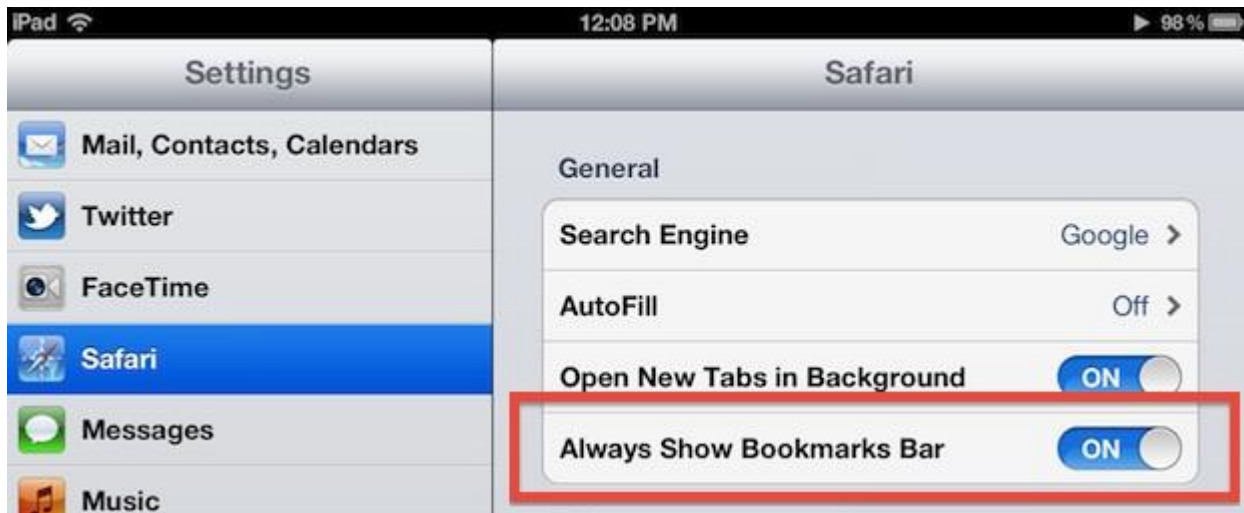 iPad 12:08 PM 98%
Settings
Safari
Mail, Contacts, Calendars
Twitter
FaceTime
Safari
Messages
Music
General
Search Engine Google
AutoFill Off
Open New Tabs in Background ON
Always Show Bookmarks Bar ON